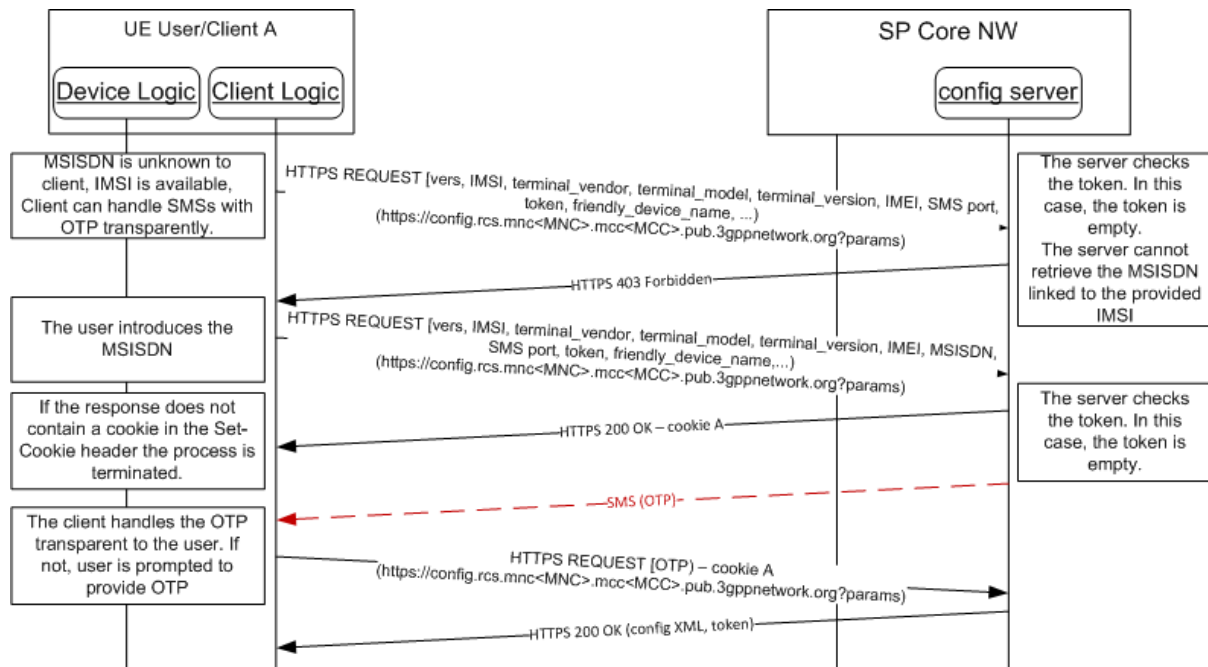 UE User/Client A
SP Core NW
Device Logic
Client Logic
config server
MSISDN is unknown to
client, IMSI is available,
Client can handle SMSs with
OTP transparently.
HTTPS REQUEST [vers, IMSI, terminal_vendor, terminal_model, terminal_version, IMEI, SMS port,
token, friendly_device_name, ...)
(https://config.rcs.mnc<MNC>.mcc<MCC>.pub.3gppnetwork.org?params)
The server checks
the token. In this
case, the token is
empty.
The server cannot
retrieve the MSISDN
linked to the provided
IMSI
HTTPS 403 Forbidden
The user introduces the
MSISDN
HTTPS REQUEST [vers, IMSI, terminal_vendor, terminal_model, terminal_version, IMEI, MSISDN,
SMS port, token, friendly_device_name,...)
(https://config.rcs.mnc<MNC>.mcc<MCC>.pub.3gppnetwork.org?params)
If the response does not
contain a cookie in the Set-
Cookie header the process is
terminated.
HTTPS 200 OK – cookie A
The server checks
the token. In this
case, the token is
empty.
SMS (OTP)
The client handles the OTP
transparent to the user. If
not, user is prompted to
provide OTP
HTTPS REQUEST [OTP) – cookie A
(https://config.rcs.mnc<MNC>.mcc<MCC>.pub.3gppnetwork.org?params)
HTTPS 200 OK (config XML, token)